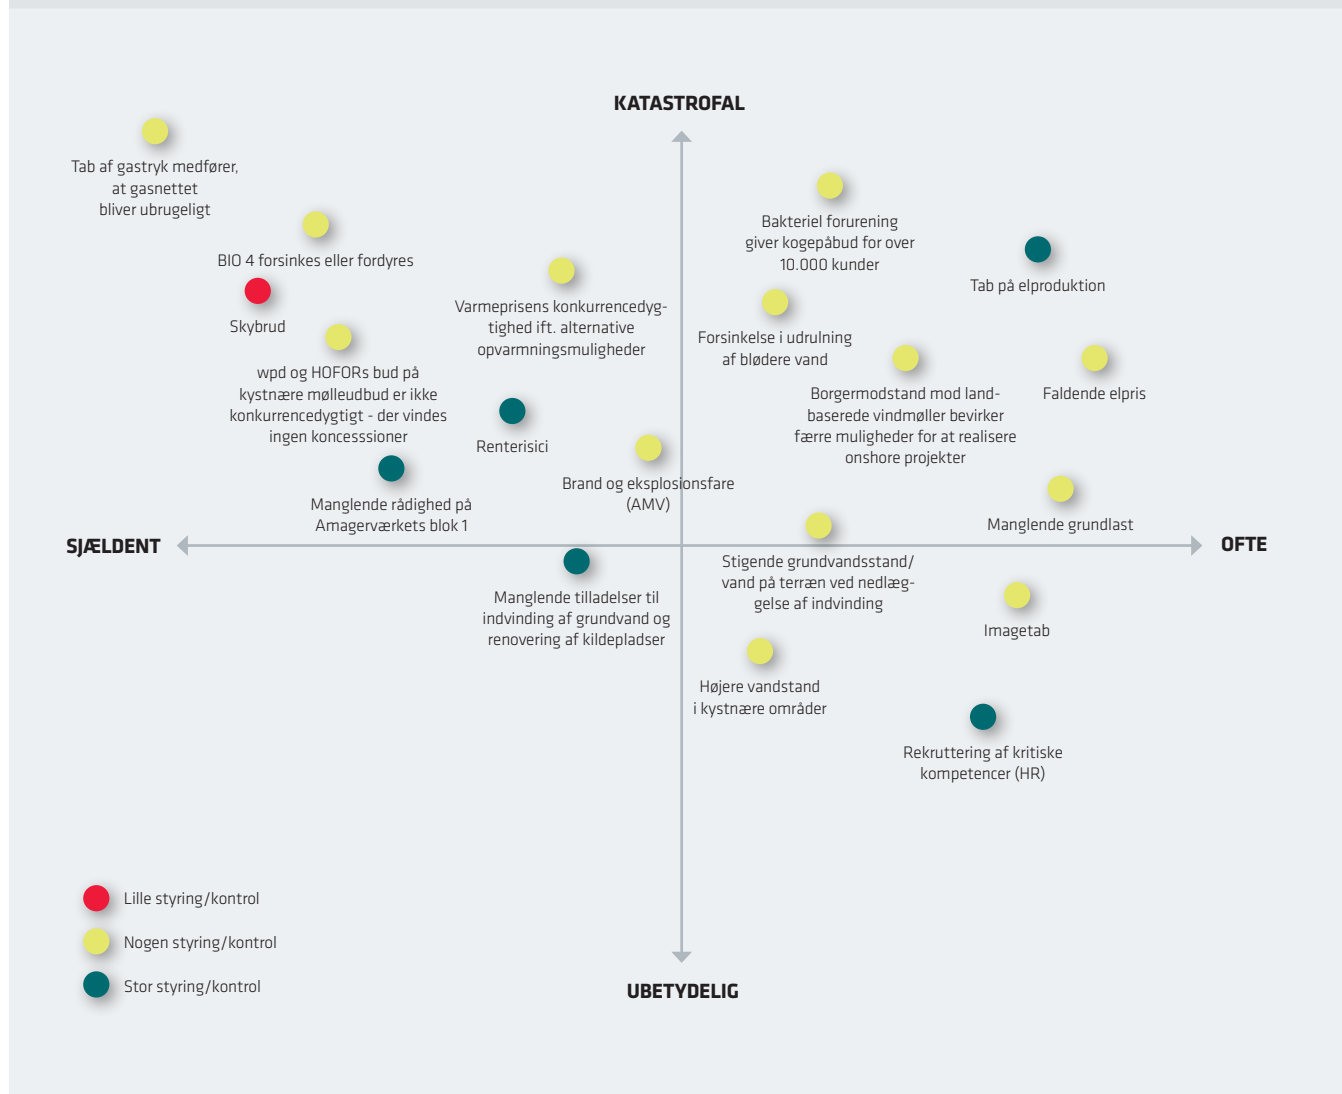 KATASTROFAL
Tab af gastryk medfører,
at gasnettet
bliver ubrugeligt
BIO 4 forsinkes eller fordyres
Skybrud
wpd og HOFORs bud på
kystnære mølleudbud er ikke
konkurrencedygtigt - der vindes
ingen koncesssioner
Varmeprisens konkurrencedyg-
tighed ift. alternative
opvarmningsmuligheder
Renterisici
Manglende rådighed på
Amagerværkets blok 1
Brand og eksplosionsfare
(AMV)
Bakteriel forurening
giver kogepåbud for over
10.000 kunder
Tab på elproduktion
Forsinkelse i udrulning
af blødere vand
Borgermodstand mod land-
baserede vindmøller bevirker
færre muligheder for at realisere
onshore projekter
Faldende elpris
Manglende grundlast
SJÆLDENT
OFTE
Manglende tilladelser til
indvinding af grundvand og
renovering af kildepladser
Stigende grundvandsstand/
vand på terræn ved nedlæg-
gelse af indvinding
Imagetab
Højere vandstand
i kystnære områder
Rekruttering af kritiske
kompetencer (HR)
Lille styring/kontrol
Nogen styring/kontrol
Stor styring/kontrol
UBETYDELIG